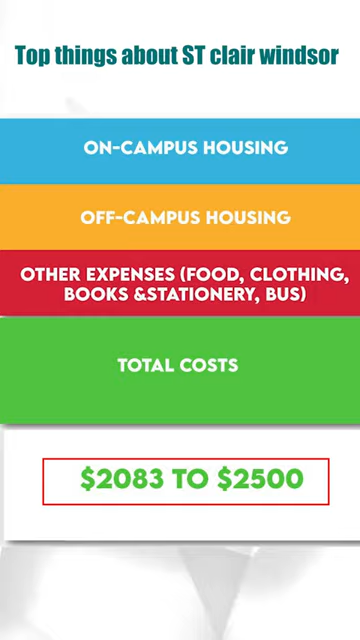 Top things about ST clair windsor
ON-CAMPUS HOUSING
OFF-CAMPUS HOUSING
OTHER EXPENSES (FOOD, CLOTHING,
BOOKS &STATIONERY, BUS)
TOTAL COSTS
$2083 TO $2500